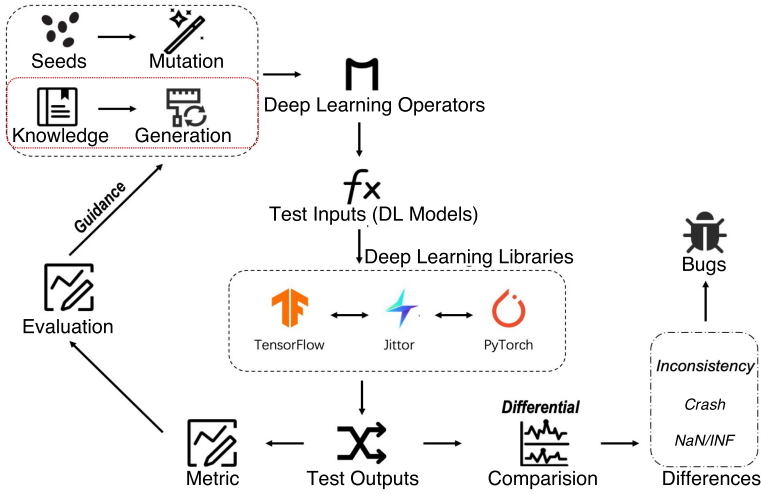 Seeds
Mutation
Knowledge
Generation
Deep Learning Operators
fx
Test Inputs (DL Models)
Guidance
Deep Learning Libraries
Bugs
Evaluation
TensorFlow
Jittor
PyTorch
Inconsistency
Crash
NaN/INF
Differential
Metric
Test Outputs
Comparision
Differences